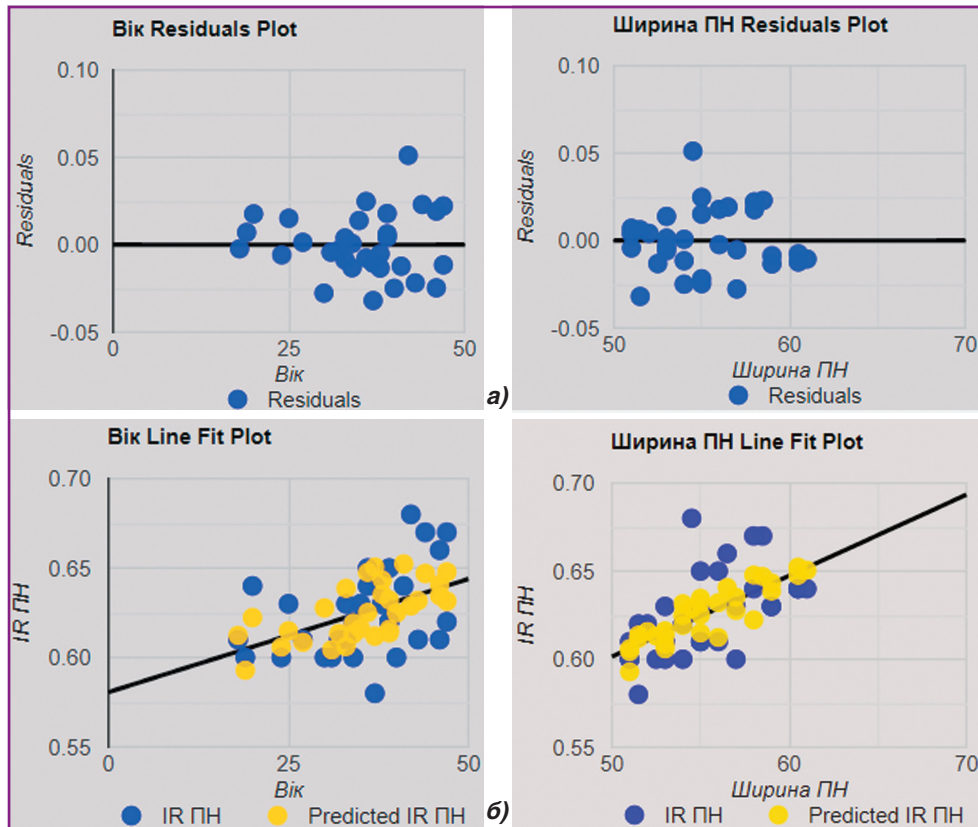 Вік Residuals Plot
0.10
0.05
0.00
-0.05
Residuals
0
25
50
Вік
Residuals
Ширина ПН Residuals Plot
0.10
0.05
0.00
-0.05
Residuals
50
60
70
Ширина ПН
Residuals
а)
Вік Line Fit Plot
0.70
0.65
0.60
0.55
IR ПН
0
25
50
Вік
IR ПН
Predicted IR ПН
Ширина ПН Line Fit Plot
0.70
0.65
0.60
0.55
IR ПН
50
60
70
Ширина ПН
IR ПН
Predicted IR ПН
б)